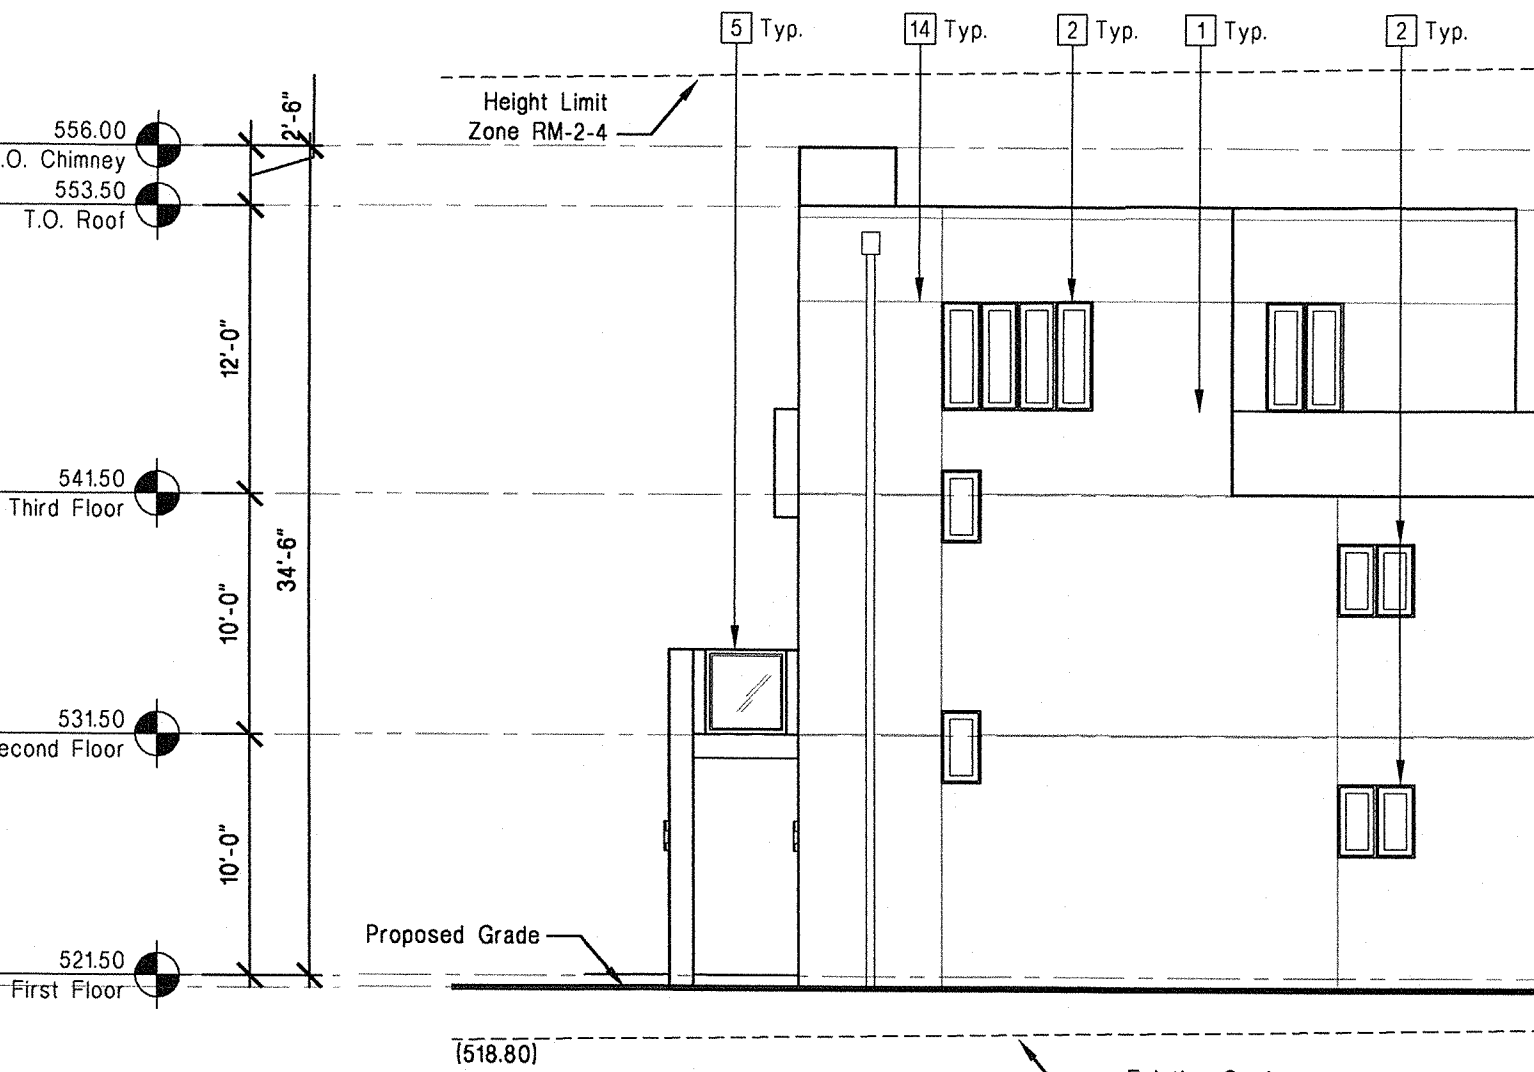 5 Typ.
14 Typ.
2 Typ.
1 Typ.
2 Typ.
Height Limit
Zone RM-2-4
2'-6"
556.00
.O. Chimney
553.50
T.O. Roof
12'-0"
541.50
Third Floor
34'-6"
10'-0"
531.50
econd Floor
10'-0"
Proposed Grade
521.50
First Floor
(518.80)